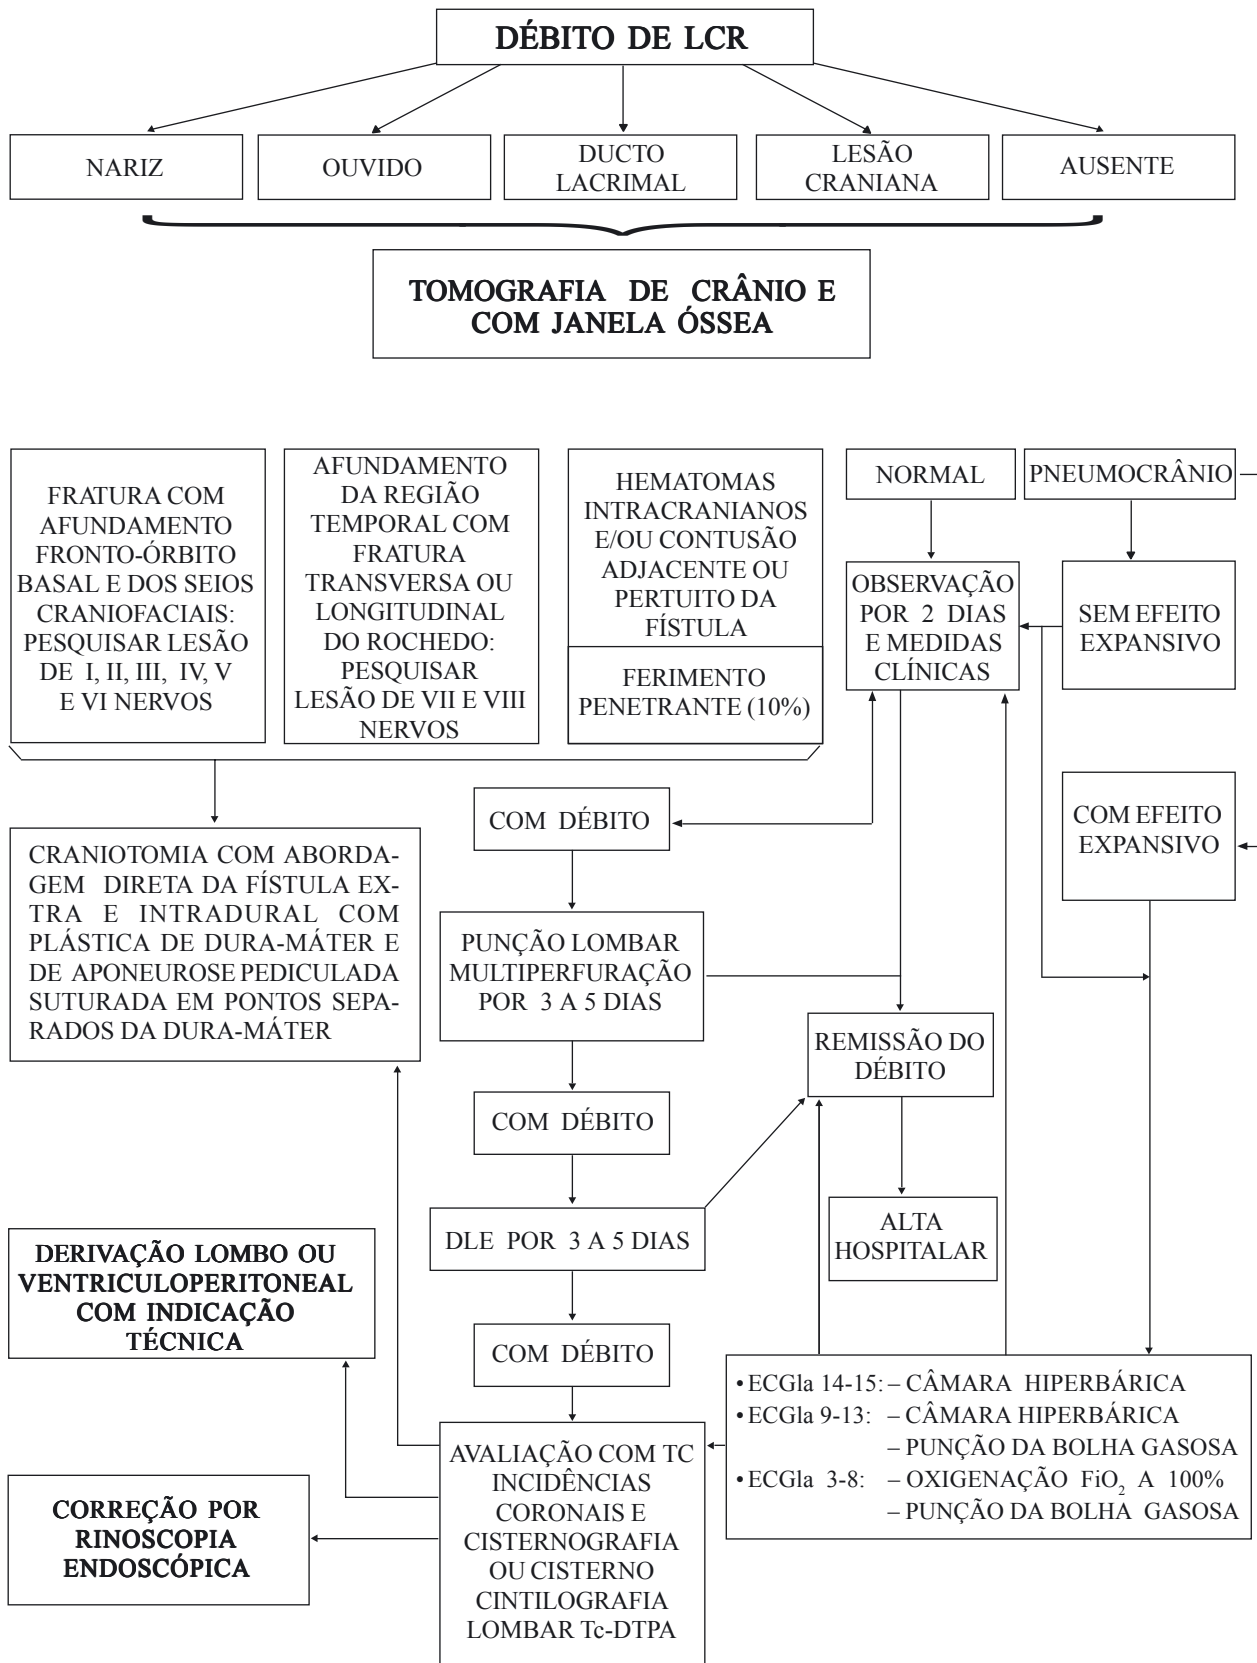 DÉBITO DE LCR
NARIZ
OUVIDO
DUCTO
LACRIMAL
LESÃO
CRANIANA
AUSENTE
TOMOGRAFIA DE CRÂNIO E
COM JANELA ÓSSEA
FRATURA COM
AFUNDAMENTO
FRONTO-ÓRBITO
BASAL E DOS SEIOS
CRANIOFACIAIS:
PESQUISAR LESÃO
DE I, II, III, IV, V
E VI NERVOS
AFUNDAMENTO
DA REGIÃO
TEMPORAL COM
FRATURA
TRANSVERSA OU
LONGITUDINAL
DO ROCHEDO:
PESQUISAR
LESÃO DE VII E VIII
NERVOS
HEMATOMAS
INTRACRANIANOS
E/OU CONTUSÃO
ADJACENTE OU
PERTUITO DA
FÍSTULA
FERIMENTO
PENETRANTE (10%)
NORMAL
PNEUMOCRÂNIO
OBSERVAÇÃO
POR 2 DIAS
E MEDIDAS
CLÍNICAS
SEM EFEITO
EXPANSIVO
COM EFEITO
EXPANSIVO
COM DÉBITO
CRANIOTOMIA COM ABORDA-
GEM DIRETA DA FÍSTULA EX-
TRA E INTRADURAL COM
PLÁSTICA DE DURA-MÁTER E
DE APONEUROSE PEDICULADA
SUTURADA EM PONTOS SEPA-
RADOS DA DURA-MÁTER
PUNÇÃO LOMBAR
MULTIPERFURAÇÃO
POR 3 A 5 DIAS
REMISSÃO DO
DÉBITO
COM DÉBITO
DLE POR 3 A 5 DIAS
ALTA
HOSPITALAR
DERIVAÇÃO LOMBO OU
VENTRICULOPERITONEAL
COM INDICAÇÃO
TÉCNICA
COM DÉBITO
•ECGla 14-15: – CÂMARA HIPERBÁRICA
•ECGla 9-13: – CÂMARA HIPERBÁRICA
– PUNÇÃO DA BOLHA GASOSA
•ECGla 3-8: – OXIGENAÇÃO FiO₂ A 100%
– PUNÇÃO DA BOLHA GASOSA
AVALIAÇÃO COM TC
INCIDÊNCIAS
CORONAIS E
CISTERNOGRAFIA
OU CISTERNO
CINTILOGRAFIA
LOMBAR Tc-DTPA
CORREÇÃO POR
RINOSCOPIA
ENDOSCÓPICA